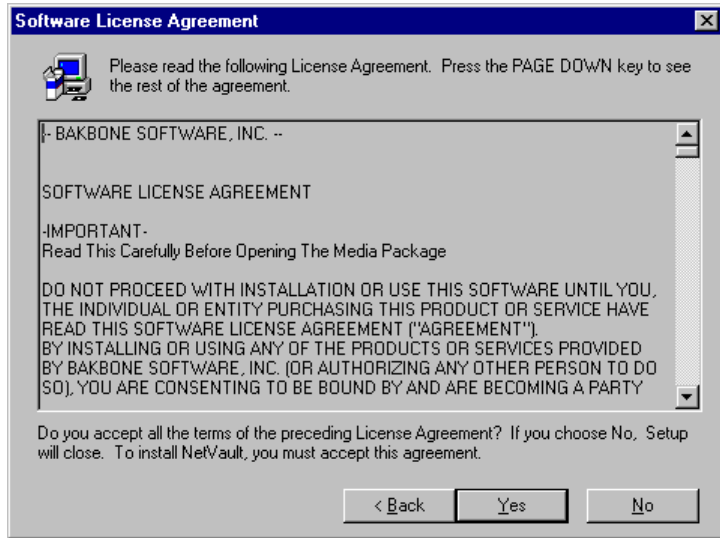 Software License Agreement
Please read the following License Agreement. Press the PAGE DOWN key to see
the rest of the agreement.
- BAKBONE SOFTWARE, INC. --
SOFTWARE LICENSE AGREEMENT
-IMPORTANT-
Read This Carefully Before Opening The Media Package
DO NOT PROCEED WITH INSTALLATION OR USE THIS SOFTWARE UNTIL YOU,
THE INDIVIDUAL OR ENTITY PURCHASING THIS PRODUCT OR SERVICE HAVE
READ THIS SOFTWARE LICENSE AGREEMENT ("AGREEMENT").
BY INSTALLING OR USING ANY OF THE PRODUCTS OR SERVICES PROVIDED
BY BAKBONE SOFTWARE, INC. (OR AUTHORIZING ANY OTHER PERSON TO DO
SO), YOU ARE CONSENTING TO BE BOUND BY AND ARE BECOMING A PARTY
Do you accept all the terms of the preceding License Agreement? If you choose No, Setup
will close. To install NetVault, you must accept this agreement.
< Back
Yes
No